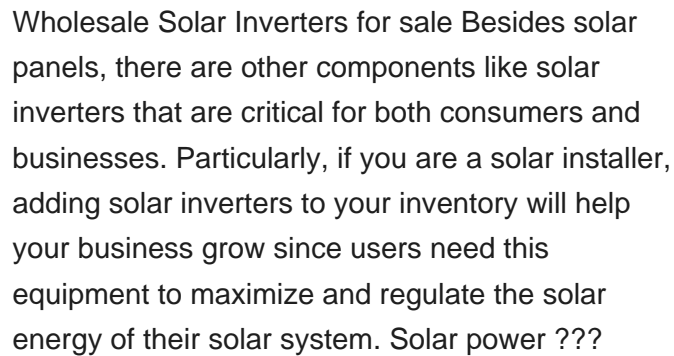 Wholesale Solar Inverters for sale Besides solar
panels, there are other components like solar
inverters that are critical for both consumers and
businesses. Particularly, if you are a solar installer,
adding solar inverters to your inventory will help
your business grow since users need this
equipment to maximize and regulate the solar
energy of their solar system. Solar power ???